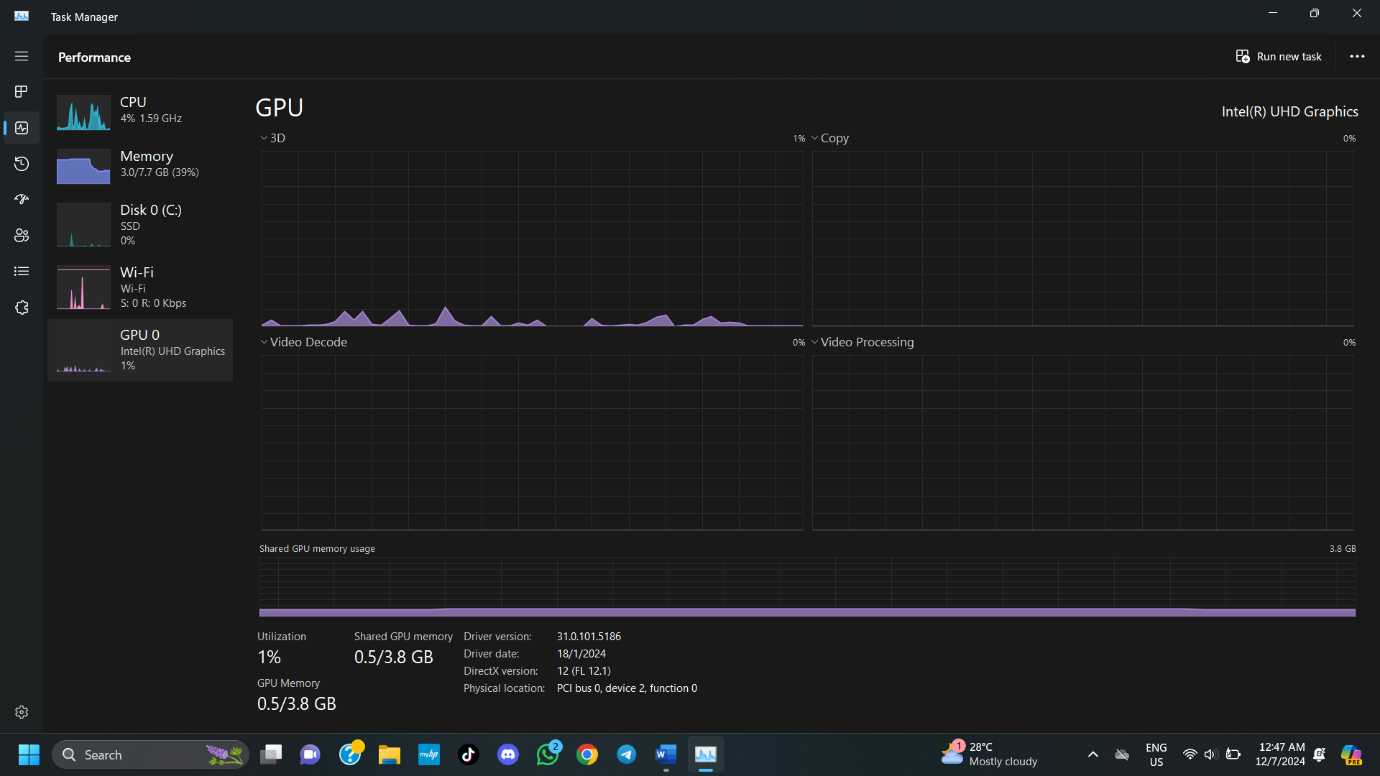 Task Manager
Performance
Run new task
CPU
4% 1.59 GHz
Memory
3.0/7.7 GB (39%)
Disk 0 (C:)
SSD
0%
Wi-Fi
Wi-Fi
S: 0 R: 0 Kbps
GPU 0
Intel(R) UHD Graphics
1%
GPU
Intel(R) UHD Graphics
3D 1%
Copy 0%
Video Decode 0%
Video Processing 0%
Shared GPU memory usage 3.8 GB
Utilization
1%
Shared GPU memory
0.5/3.8 GB
GPU Memory
0.5/3.8 GB
Driver version: 31.0.101.5186
Driver date: 18/1/2024
DirectX version: 12 (FL 12.1)
Physical location: PCI bus 0, device 2, function 0
Search
myhp
2
W
1
28°C
Mostly cloudy
ENG
US
12:47 AM
12/7/2024
PRE